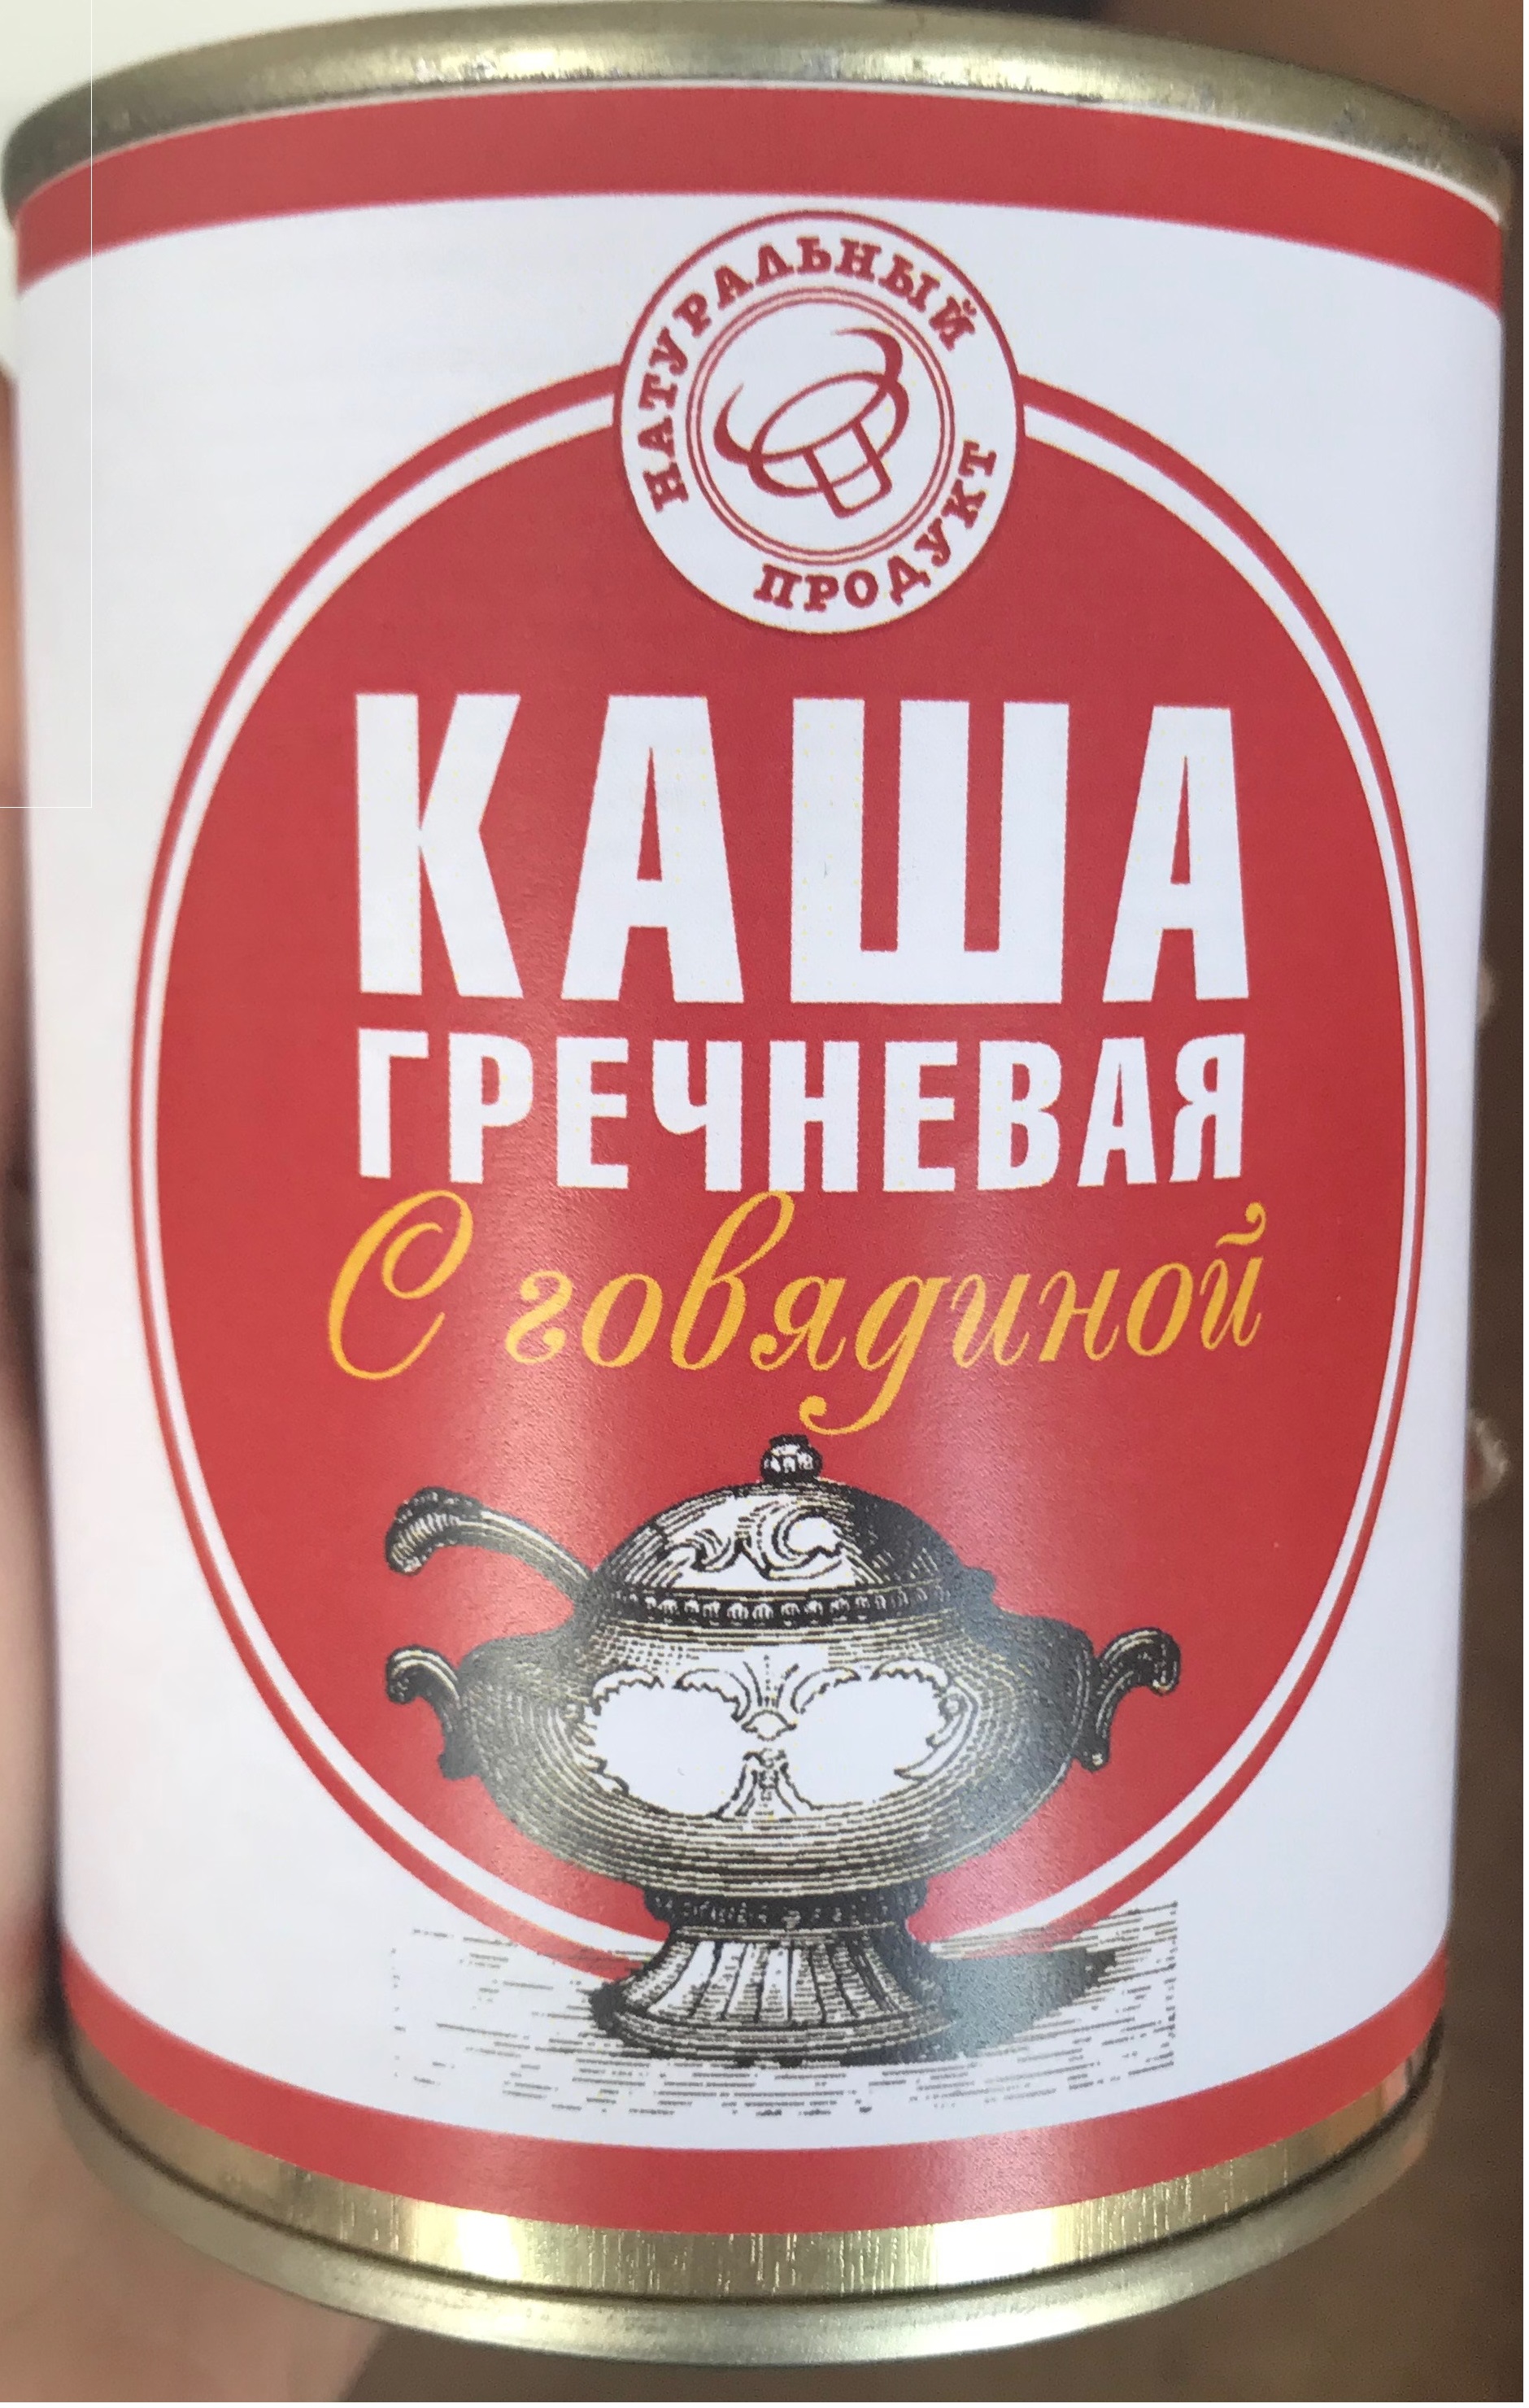 НАТУРАЛЬНЫЙ
ПРОДУКТ
КАША
ГРЕЧНЕВАЯ
С говядиной